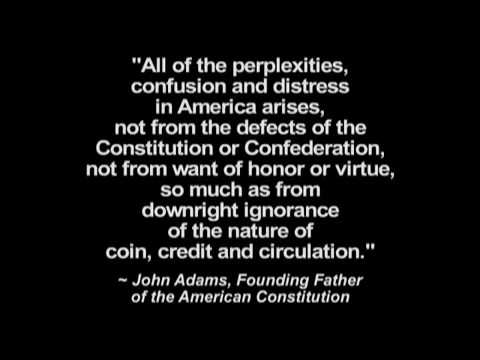 "All of the perplexities,
confusion and distress
in America arises,
not from the defects of the
Constitution or Confederation,
not from want of honor or virtue,
so much as from
downright ignorance
of the nature of
coin, credit and circulation."
~ John Adams, Founding Father
of the American Constitution